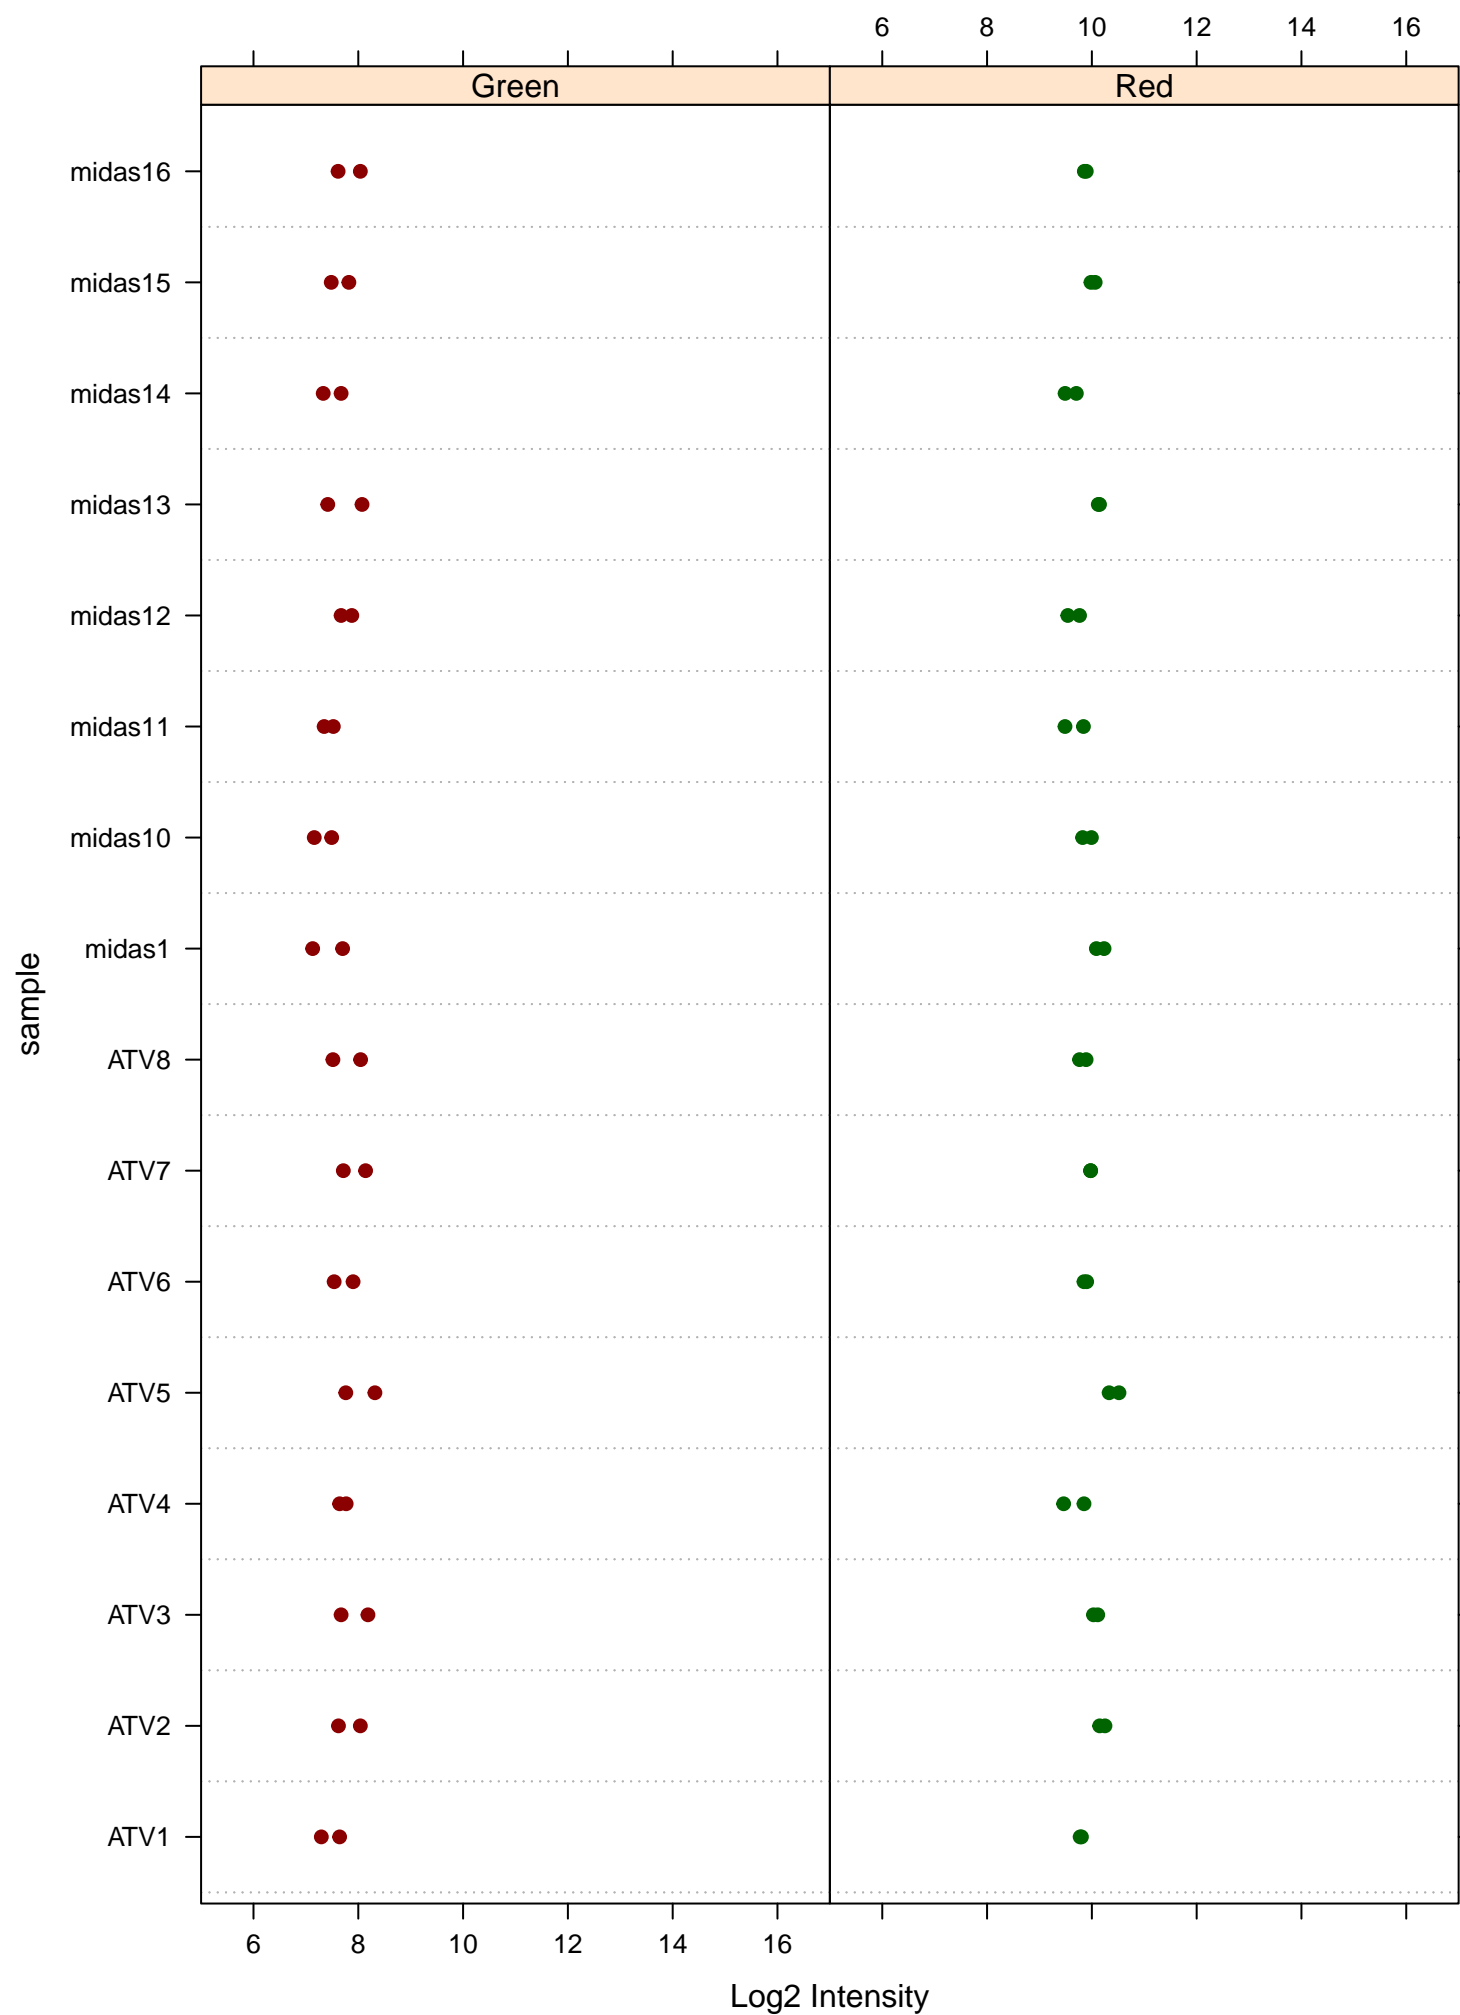 6 8 10 12 14 16
Green Red
midas16
midas15
midas14
midas13
midas12
midas11
midas10
midas1
ATV8
ATV7
ATV6
ATV5
ATV4
ATV3
ATV2
ATV1
sample
6 8 10 12 14 16
Log2 Intensity